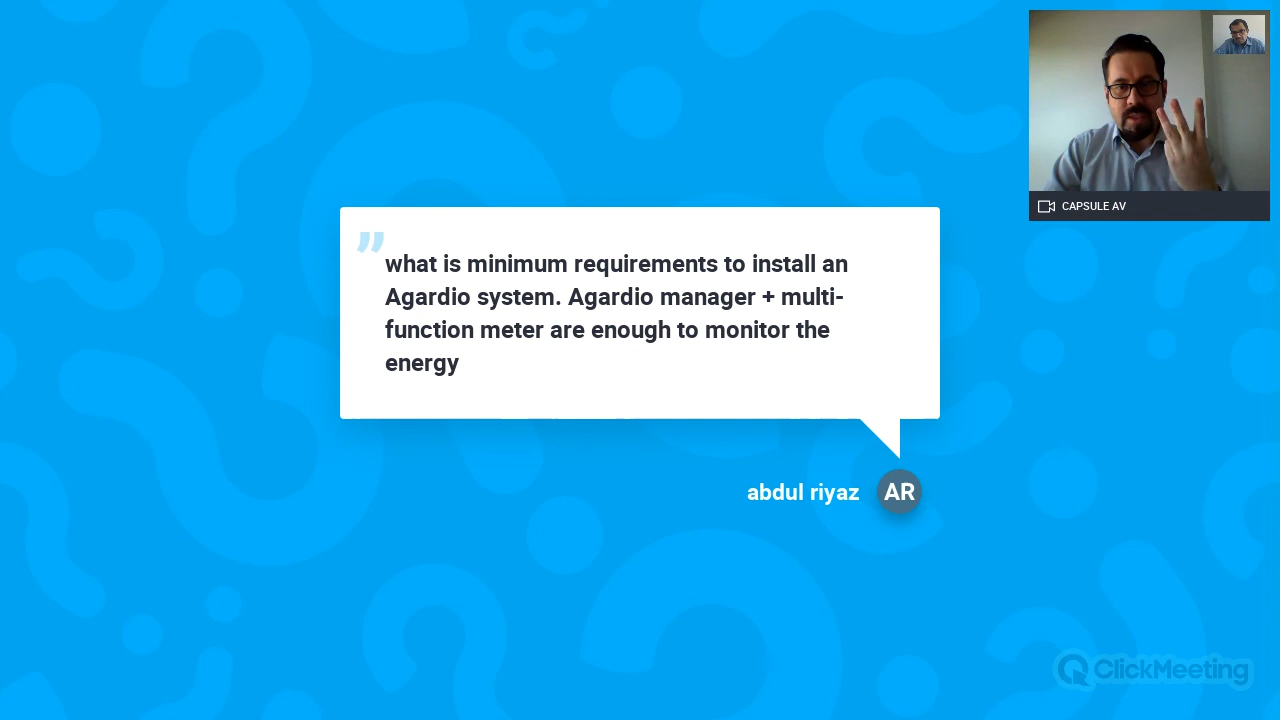 CAPSULE AV
”
what is minimum requirements to install an
Agardio system. Agardio manager + multi-
function meter are enough to monitor the
energy
abdul riyaz
AR
ClickMeeting